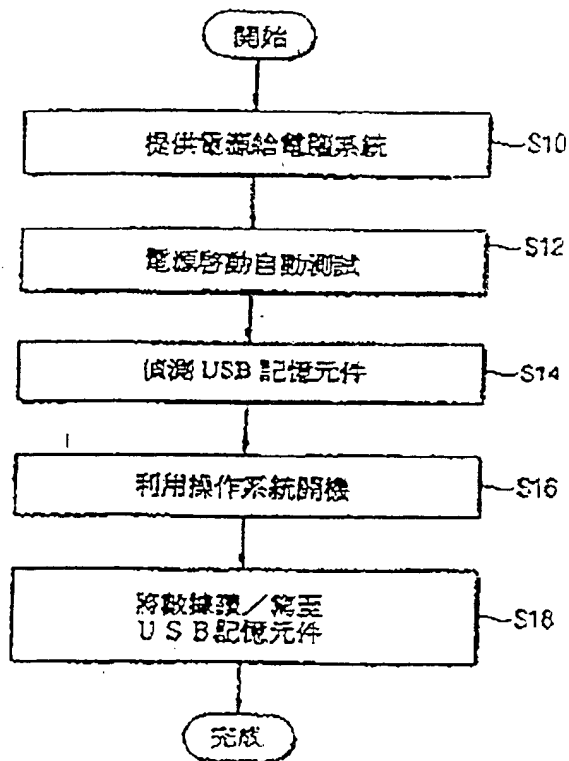 開始
提供電源給電腦系統
S10
電源啓動自動測試
S12
偵測 USB 記憶元件
S14
利用操作系統開機
S16
將數據讀／寫至
USB記憶元件
S18
完成